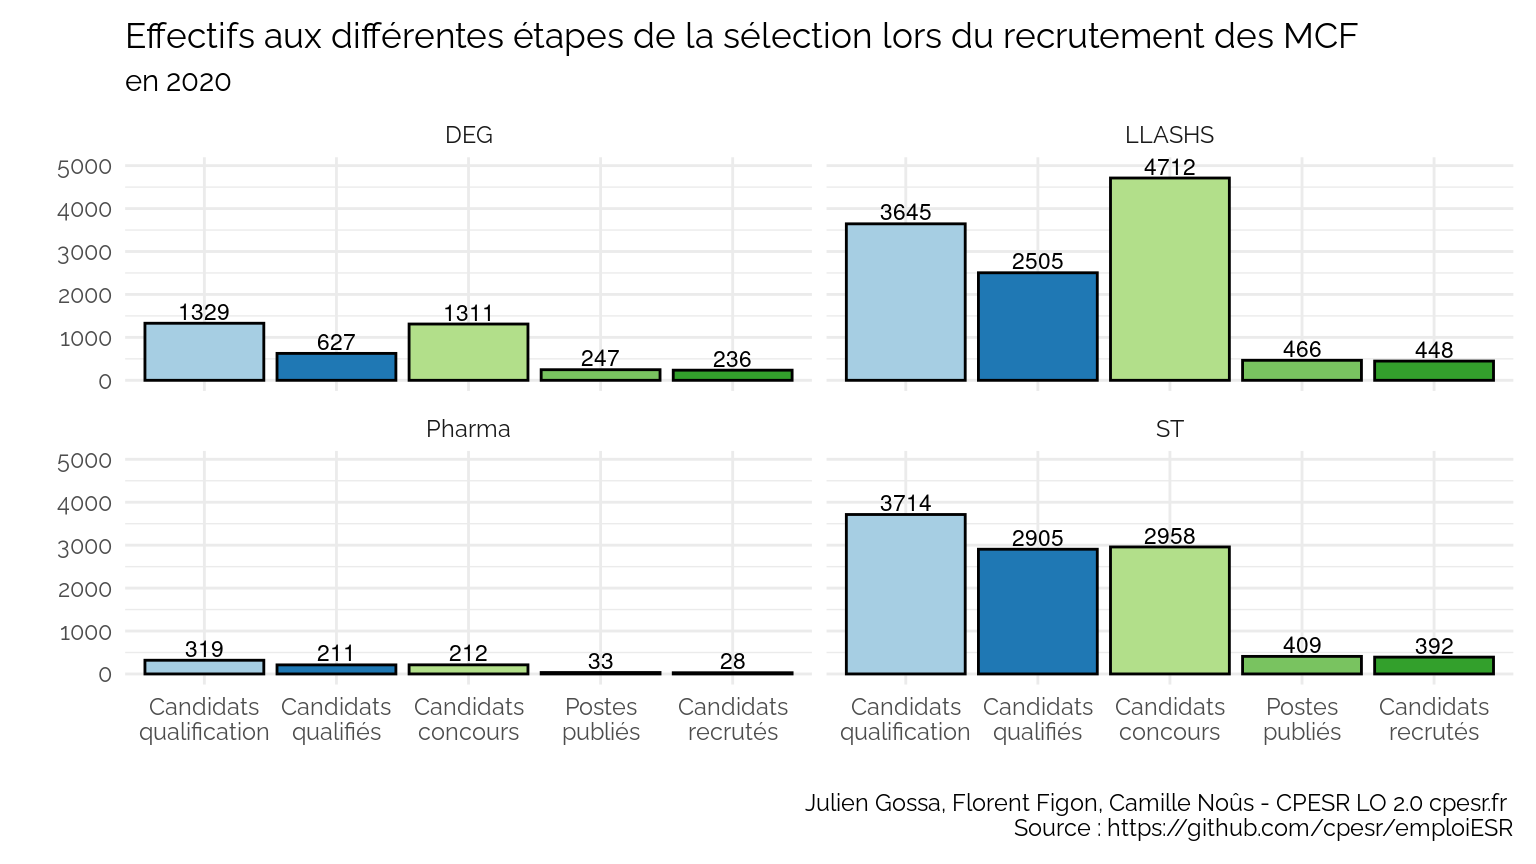 Effectifs aux différentes étapes de la sélection lors du recrutement des MCF
en 2020
DEG
5000
4000
3000
2000
1000
0
1329
627
1311
247
236
LLASHS
3645
2505
4712
466
448
Pharma
5000
4000
3000
2000
1000
0
319
211
212
33
28
ST
3714
2905
2958
409
392
Candidats Candidats Candidats Postes Candidats
qualification qualifiés concours publiés recrutés
Candidats Candidats Candidats Postes Candidats
qualification qualifiés concours publiés recrutés
Julien Gossa, Florent Figon, Camille Noûs - CPESR LO 2.0 cpesr.fr
Source : https://github.com/cpesr/emploiESR